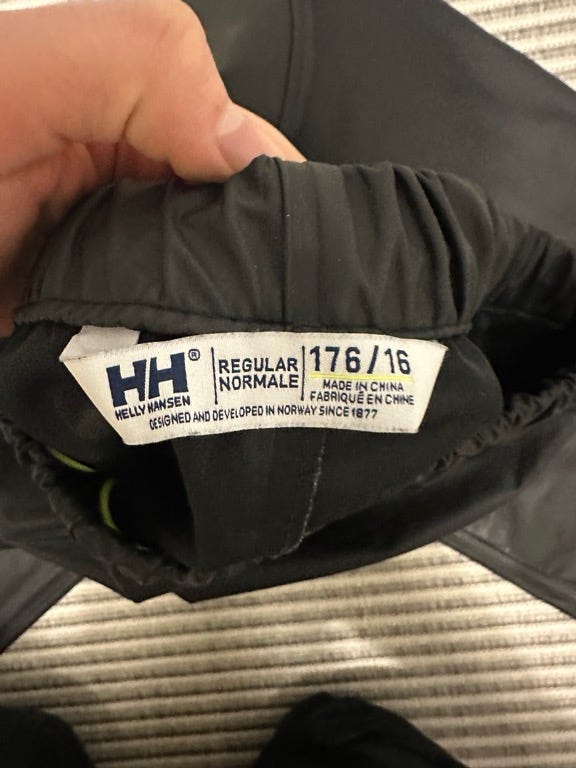 HH®
HELLY HANSEN
REGULAR
NORMALE
176/16
MADE IN CHINA
FABRIQUÉ EN CHINE
DESIGNED AND DEVELOPED IN NORWAY SINCE 1877